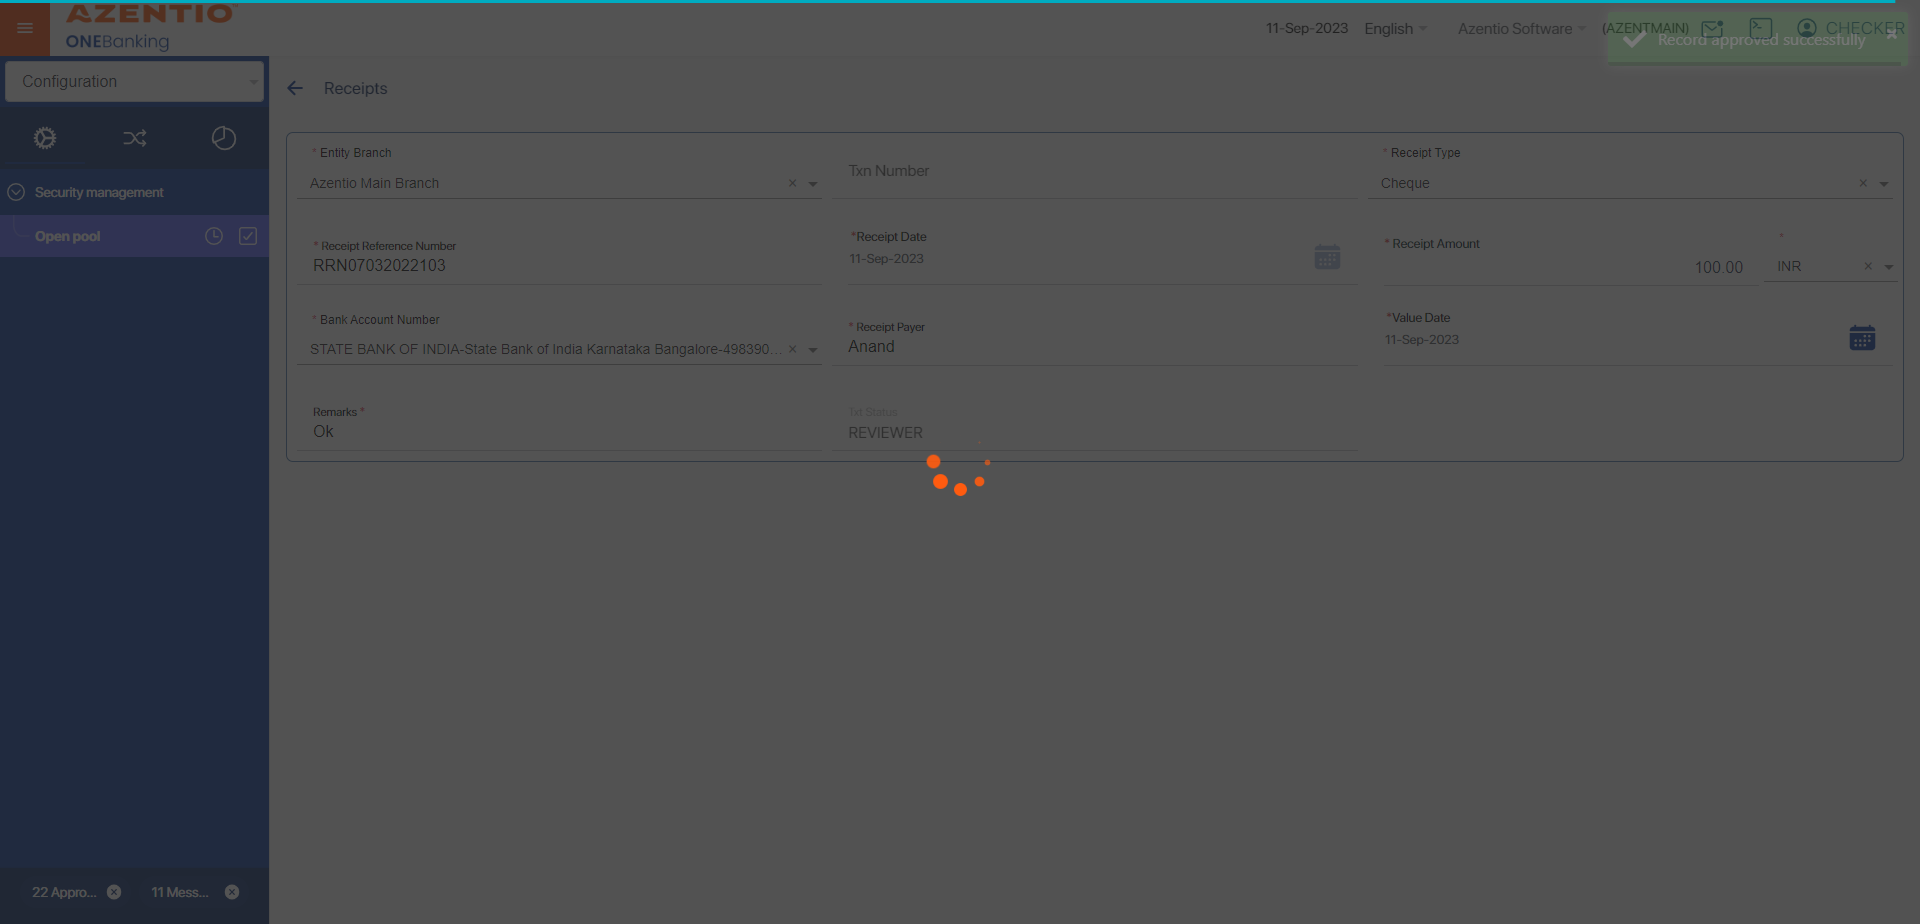 AZENTIO
ONEBanking
11-Sep-2023
English
Azentio Software
(AZENTMAIN)
CHECKER
Record approved successfully
Configuration
Receipts
* Entity Branch
Azentio Main Branch
Txn Number
* Receipt Type
Cheque
Security management
Open pool
* Receipt Reference Number
RRN07032022103
*Receipt Date
11-Sep-2023
* Receipt Amount
100.00
*
INR
* Bank Account Number
STATE BANK OF INDIA-State Bank of India Karnataka Bangalore-498390...
* Receipt Payer
Anand
*Value Date
11-Sep-2023
Remarks *
Ok
Txt Status
REVIEWER
22 Appro...
11 Mess...